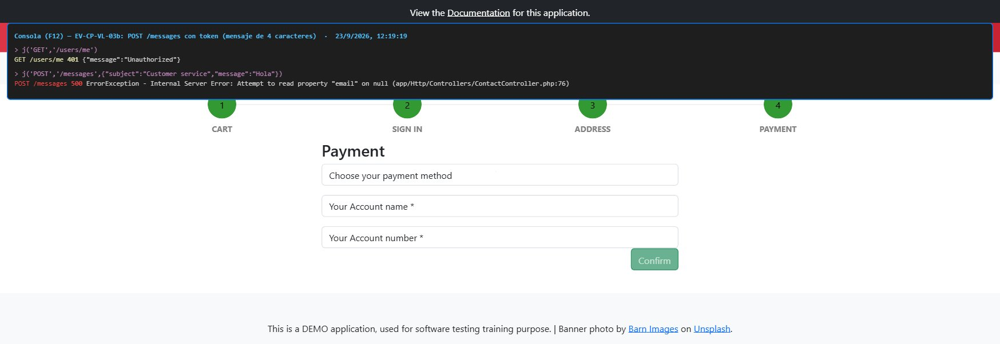 View the Documentation for this application.
Consola (F12) — EV-CP-VL-03b: POST /messages con token (mensaje de 4 caracteres)  ·  23/9/2026, 12:19:19
> j('GET','/users/me')
GET /users/me 401 {"message":"Unauthorized"}
> j('POST','/messages',{"subject":"Customer service","message":"Hola"})
POST /messages 500 ErrorException - Internal Server Error: Attempt to read property "email" on null (app/Http/Controllers/ContactController.php:76)
1 2 3 4
CART SIGN IN ADDRESS PAYMENT
Payment
Choose your payment method
Your Account name *
Your Account number *
Confirm
This is a DEMO application, used for software testing training purpose. | Banner photo by Barn Images on Unsplash.